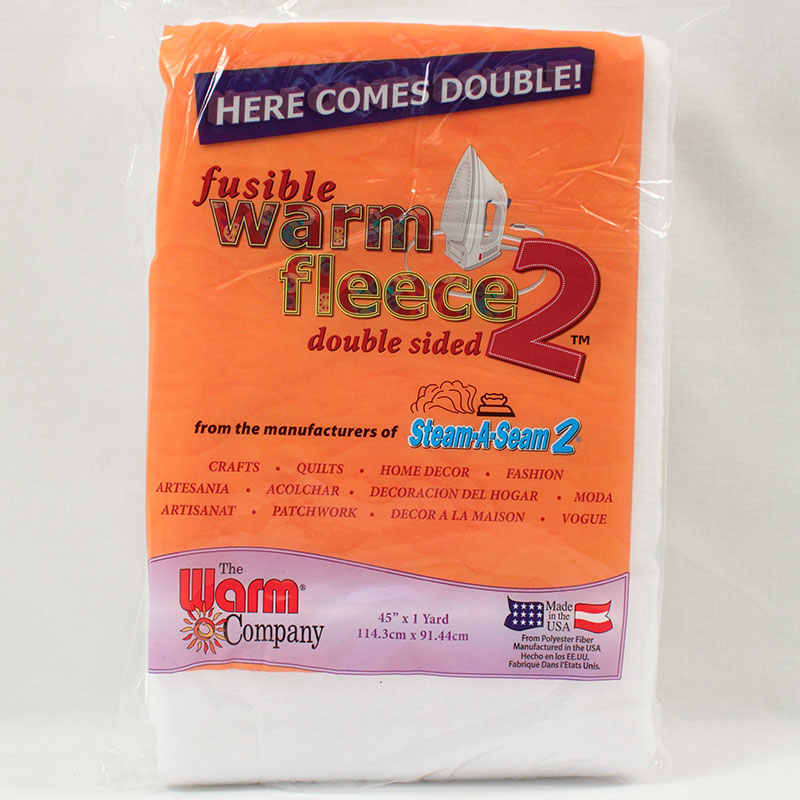 HERE COMES DOUBLE!
fusible
warm
fleece 2™
double sided
from the manufacturers of Steam-A-Seam 2®
CRAFTS • QUILTS • HOME DECOR • FASHION
ARTESANIA • ACOLCHAR • DECORACION DEL HOGAR • MODA
ARTISANAT • PATCHWORK • DECOR A LA MAISON • VOGUE
The
Warm®
Company
45" x 1 Yard
114.3cm x 91.44cm
Made
in the
USA
From Polyester Fiber
Manufactured in the USA
Hecho en los EE.UU.
Fabrique Dans l'Etats Unis.